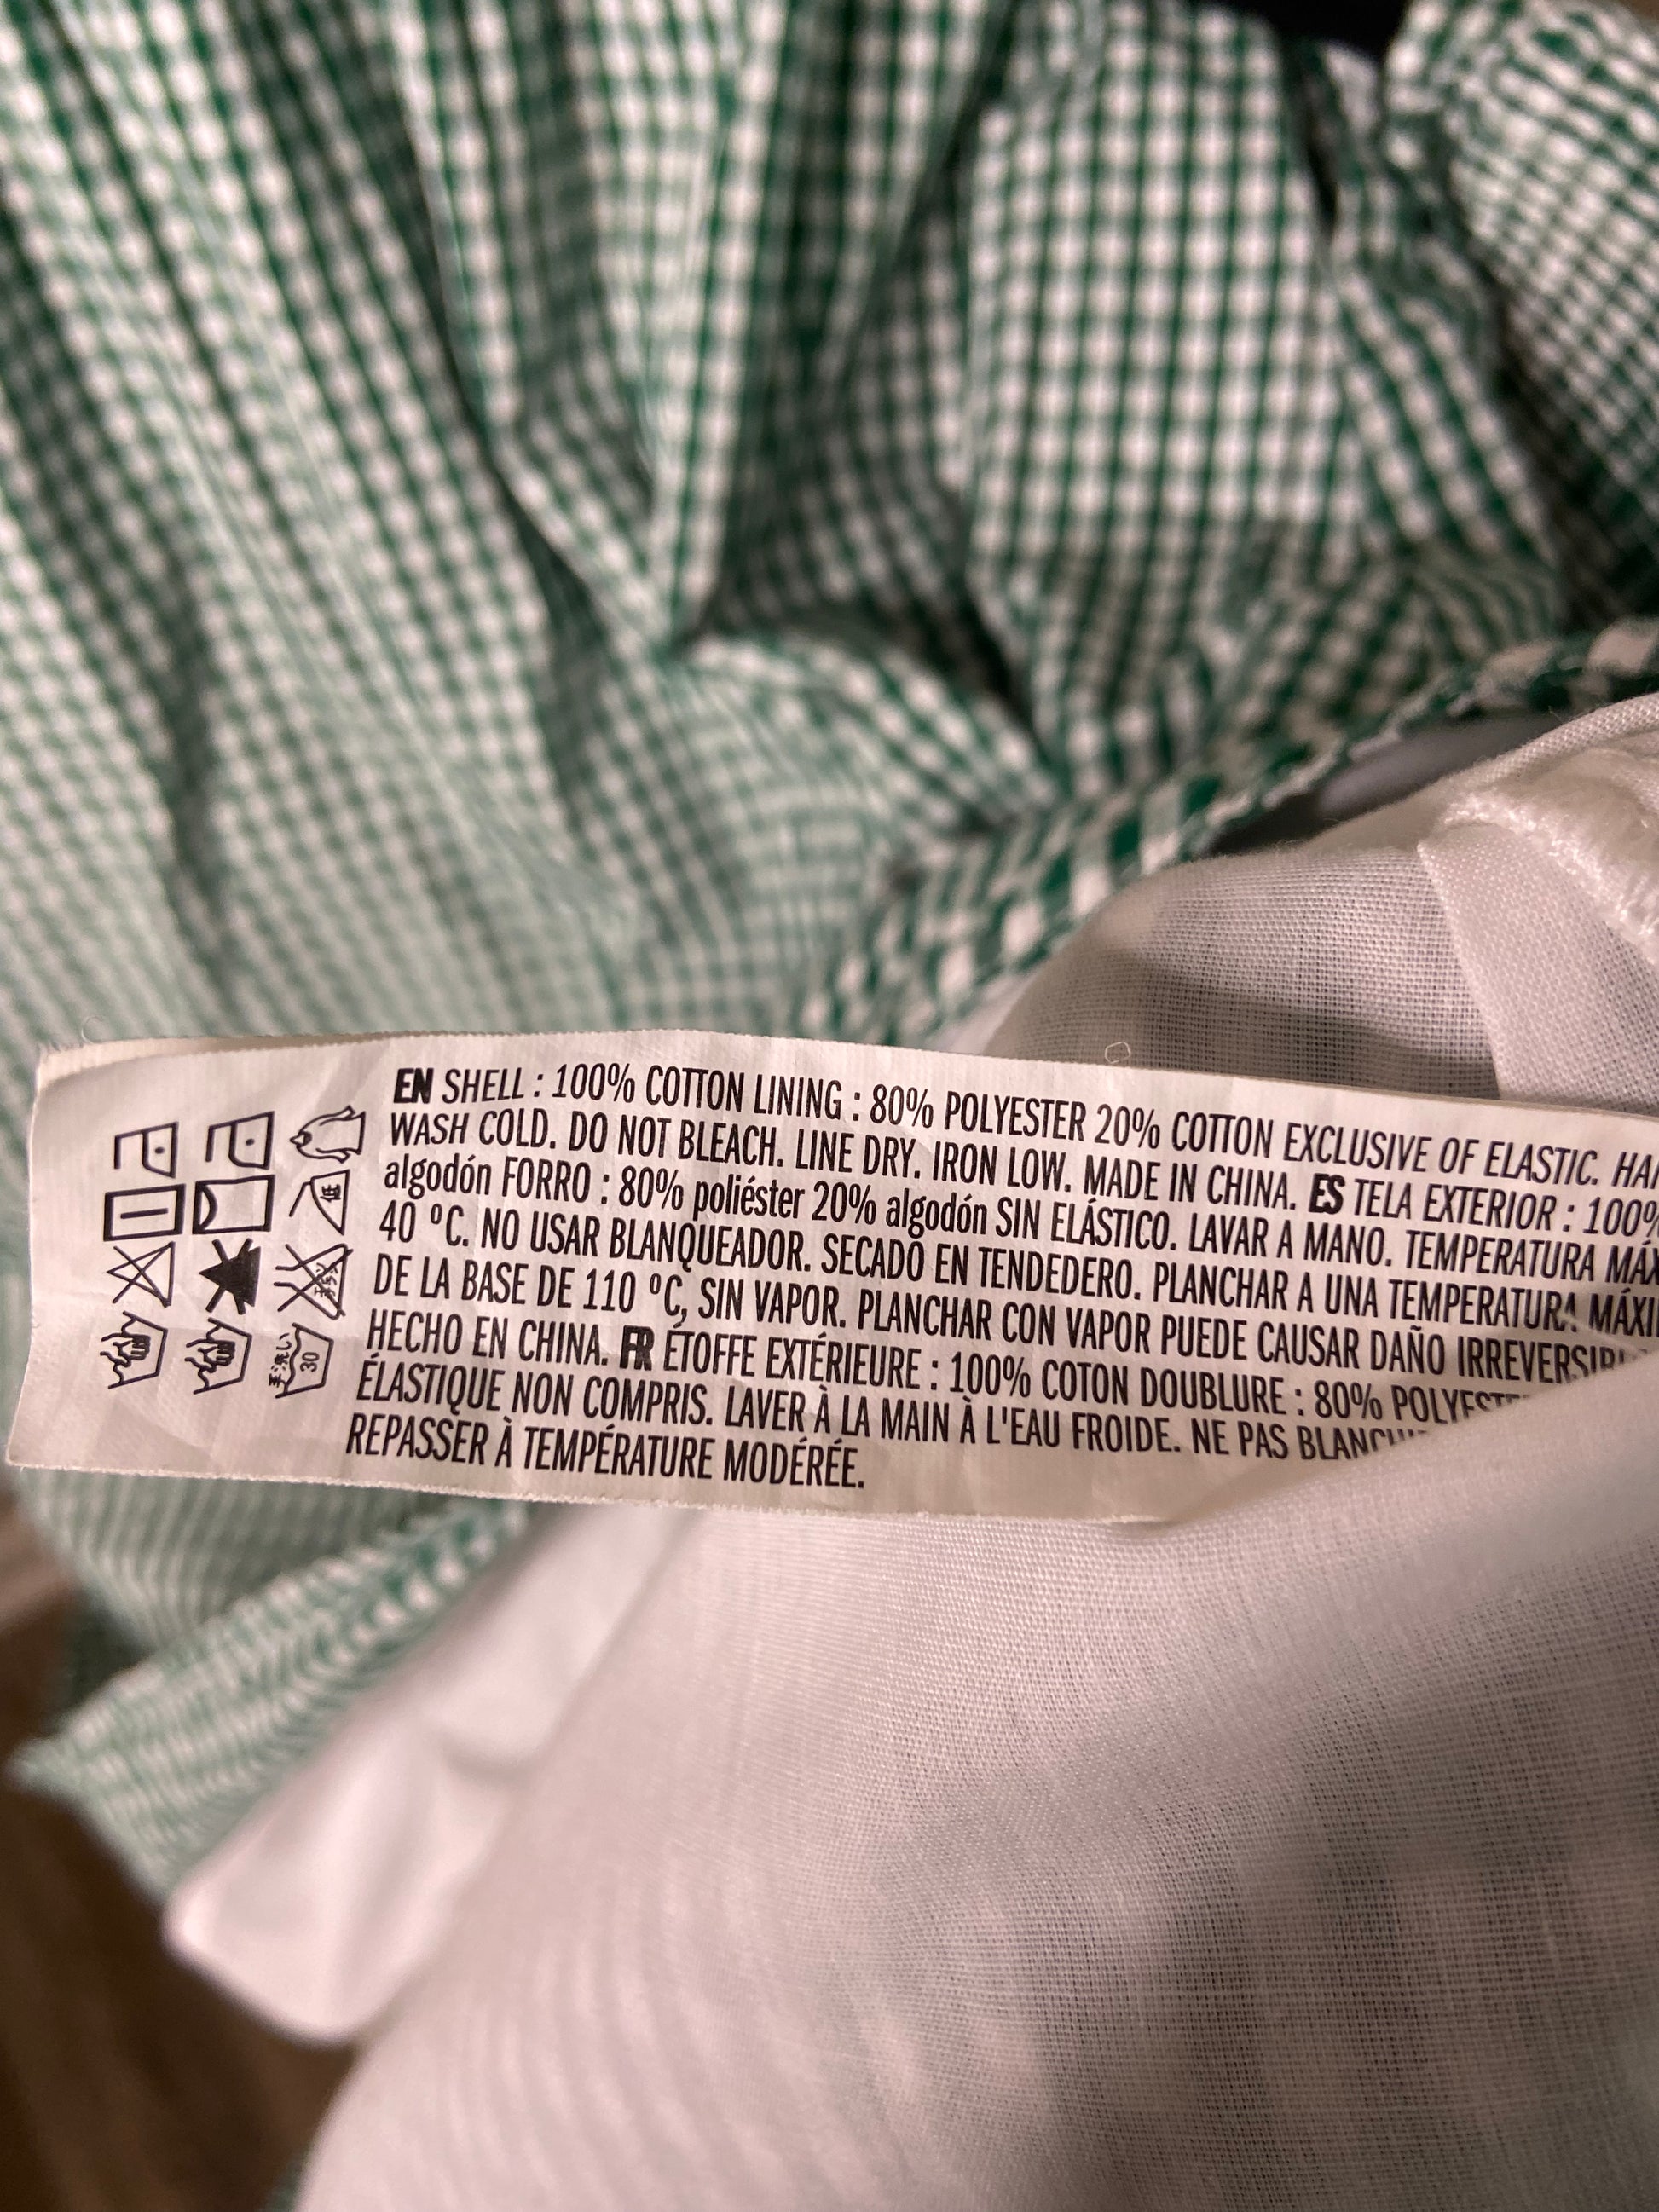 EN SHELL : 100% COTTON LINING : 80% POLYESTER 20% COTTON EXCLUSIVE OF ELASTIC.
WASH COLD. DO NOT BLEACH. LINE DRY. IRON LOW. MADE IN CHINA. ES TELA EXTERIOR : 100%
algodón FORRO : 80% poliéster 20% algodón SIN ELÁSTICO. LAVAR A MANO. TEMPERATURA
40 °C. NO USAR BLANQUEADOR. SECADO EN TENDEDERO. PLANCHAR A UNA TEMPERATURA
DE LA BASE DE 110 °C, SIN VAPOR. PLANCHAR CON VAPOR PUEDE CAUSAR DAÑO
HECHO EN CHINA. FR ÉTOFFE EXTÉRIEURE : 100% COTON DOUBLURE : 80%
ÉLASTIQUE NON COMPRIS. LAVER À LA MAIN À L'EAU FROIDE. NE PAS
REPASSER À TEMPÉRATURE MODÉRÉE.
低
30